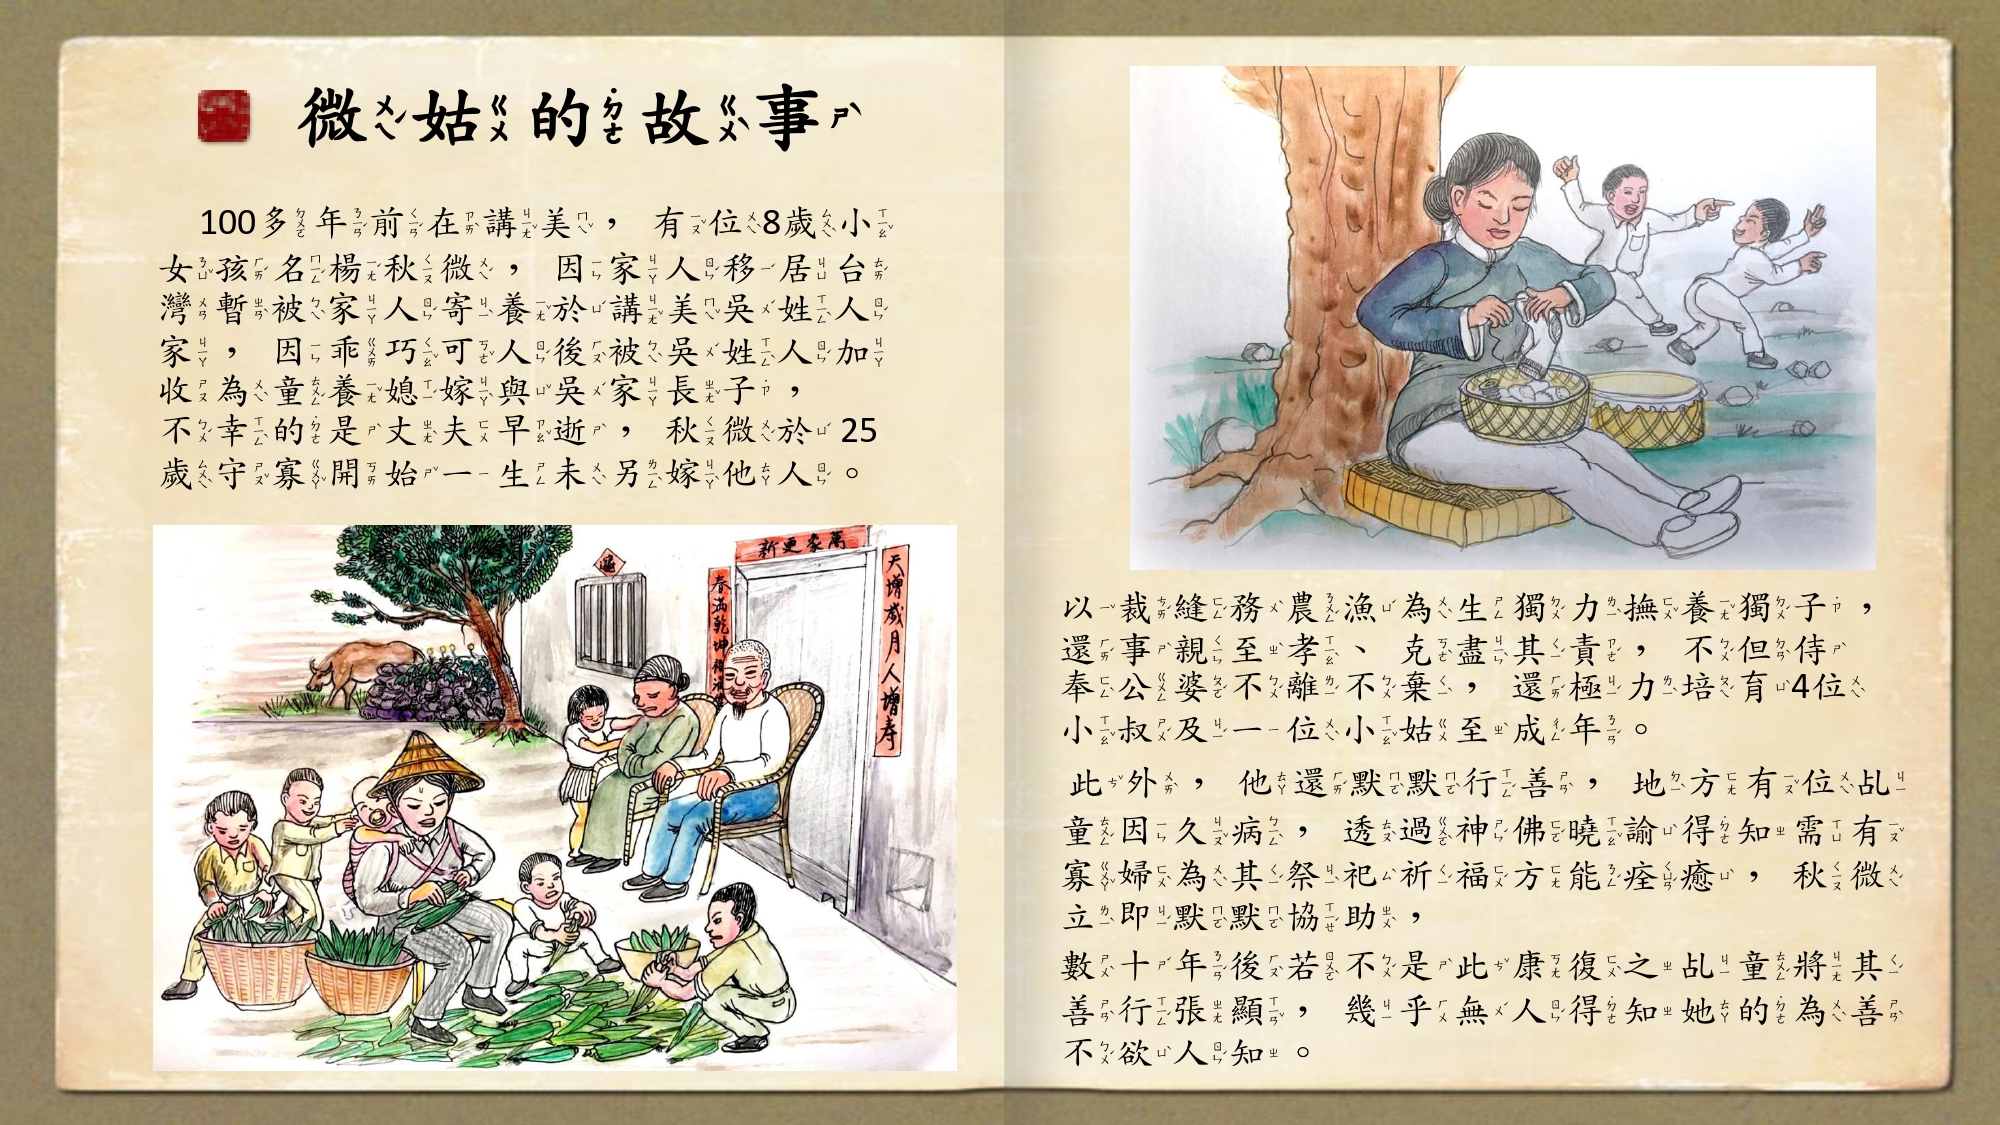 微姑的故事
100多年前在講美， 有位8歲小
女孩名楊秋微， 因家人移居台
灣暫被家人寄養於講美吳姓人
家， 因乖巧可人後被吳姓人加
收為童養媳嫁與吳家長子，
不幸的是丈夫早逝， 秋微於25
歲守寡開始一生未另嫁他人。
新更象萬
春滿乾坤
天增歲月人增寿
以裁縫務農漁為生獨力撫養獨子，
還事親至孝、 克盡其責， 不但侍
奉公婆不離不棄， 還極力培育4位
小叔及一位小姑至成年。
此外， 他還默默行善， 地方有位乩
童因久病， 透過神佛曉諭得知需有
寡婦為其祭祀祈福方能痊癒， 秋微
立即默默協助，
數十年後若不是此康復之乩童將其
善行張顯， 幾乎無人得知她的為善
不欲人知。